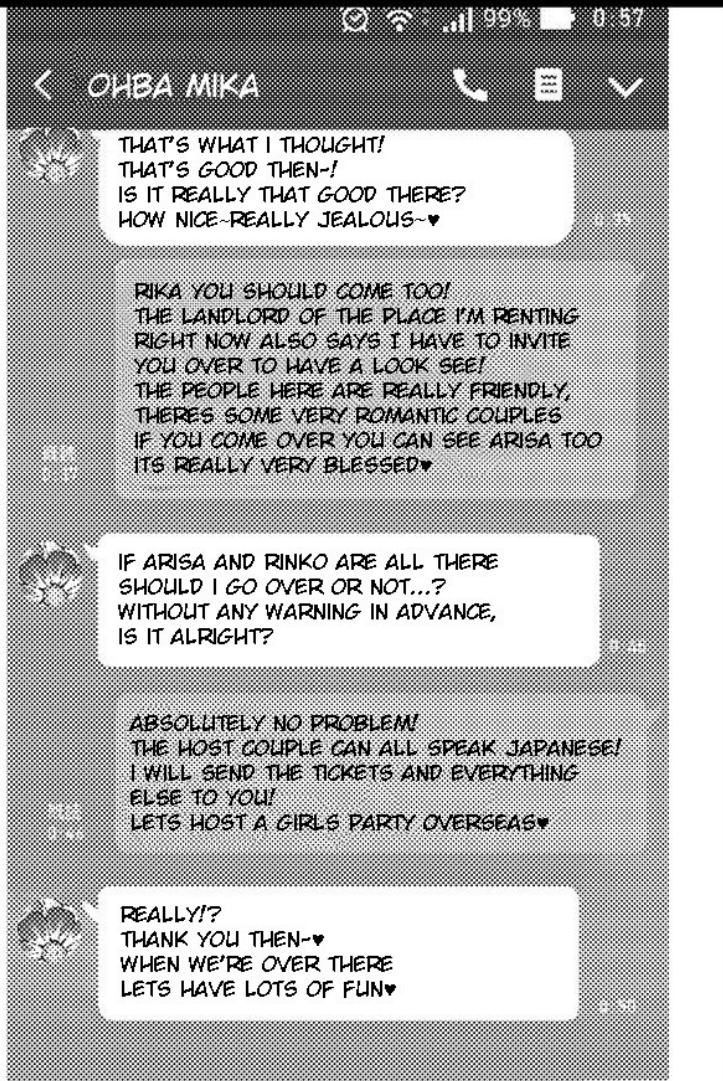 99% 0:57
OHBA MIKA
THAT'S WHAT I THOUGHT!
THAT'S GOOD THEN~!
IS IT REALLY THAT GOOD THERE?
HOW NICE~REALLY JEALOUS~♥
RIKA YOU SHOULD COME TOO!
THE LANDLORD OF THE PLACE I'M RENTING
RIGHT NOW ALSO SAYS I HAVE TO INVITE
YOU OVER TO HAVE A LOOK SEE!
THE PEOPLE HERE ARE REALLY FRIENDLY,
THERES SOME VERY ROMANTIC COUPLES
IF YOU COME OVER YOU CAN SEE ARISA TOO
ITS REALLY VERY BLESSED♥
IF ARISA AND RINKO ARE ALL THERE
SHOULD I GO OVER OR NOT...?
WITHOUT ANY WARNING IN ADVANCE,
IS IT ALRIGHT?
ABSOLUTELY NO PROBLEM!
THE HOST COUPLE CAN ALL SPEAK JAPANESE!
I WILL SEND THE TICKETS AND EVERYTHING
ELSE TO YOU!
LETS HOST A GIRLS PARTY OVERSEAS♥
REALLY!?
THANK YOU THEN~♥
WHEN WE'RE OVER THERE
LETS HAVE LOTS OF FUN♥